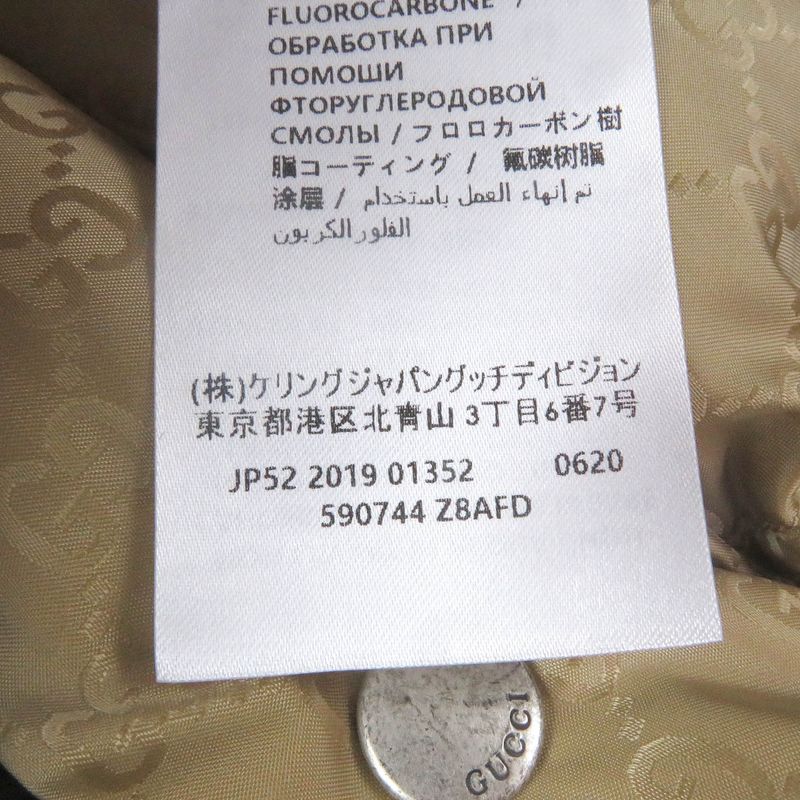 FLUOROCARBONE /
ОБРАБОТКА ПРИ
ПОМОШИ
ФТОРУГЛЕРОДОВОЙ
СМОЛЫ / フロロカーボン樹
脂コーティング / 氟碳树脂
涂层 / تم إنهاء العمل باستخدام
الفلور الكربون
(株)ケリングジャパングッチディビジョン
東京都港区北青山 3丁目6番7号
JP52 2019 01352 0620
590744 Z8AFD
GUCCI